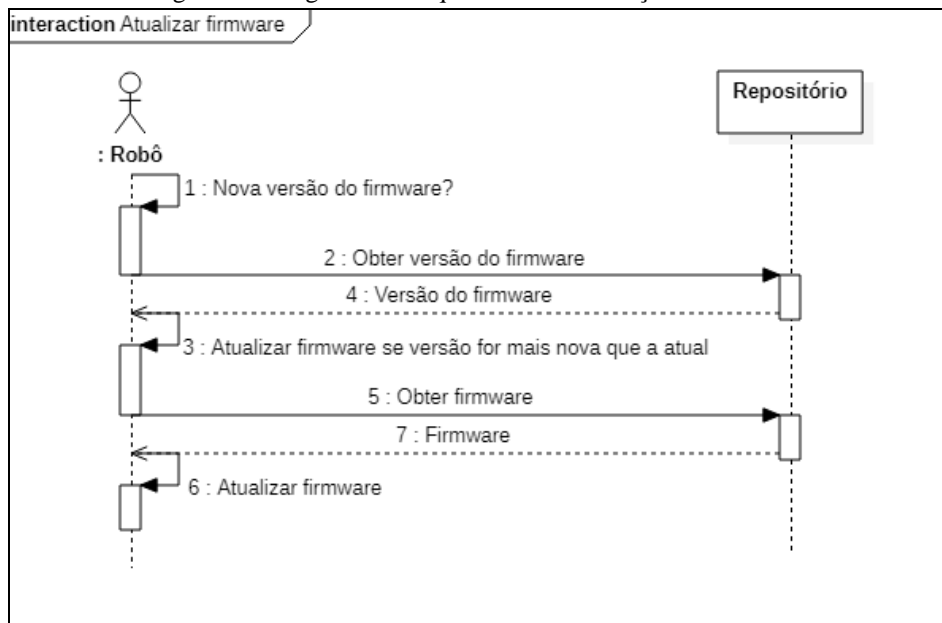 interaction Atualizar firmware
Repositório
: Robô
1 : Nova versão do firmware?
2 : Obter versão do firmware
4 : Versão do firmware
3 : Atualizar firmware se versão for mais nova que a atual
5 : Obter firmware
7 : Firmware
6 : Atualizar firmware